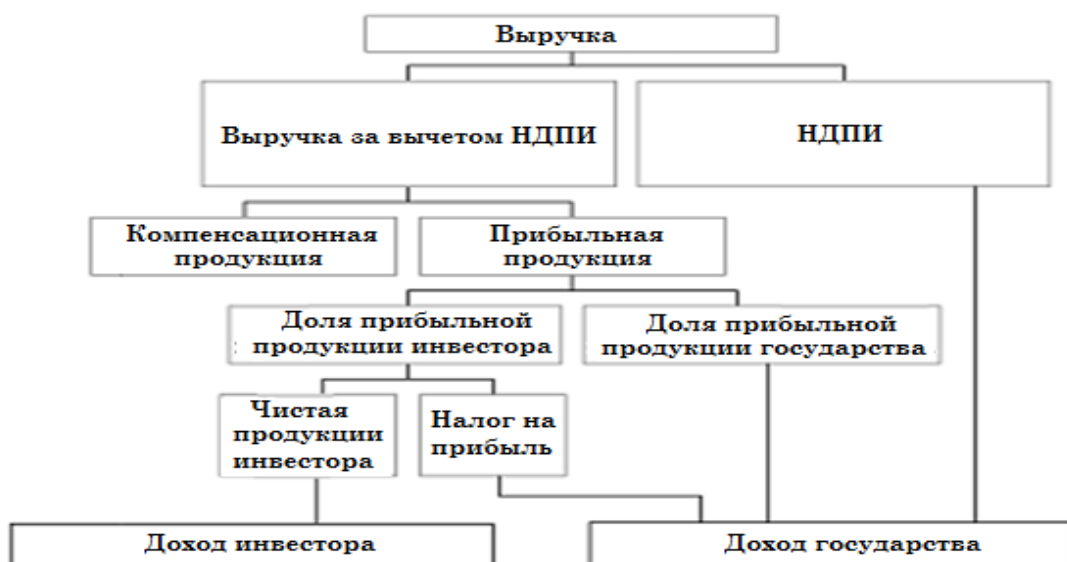 Выручка
Выручка за вычетом НДПИ
НДПИ
Компенсационная
продукция
Прибыльная
продукция
Доля прибыльной
: продукции инвестора
Доля прибыльной
продукции государства
Чистая
продукции
инвестора
Налог на
прибыль
Доход инвестора
Доход государства